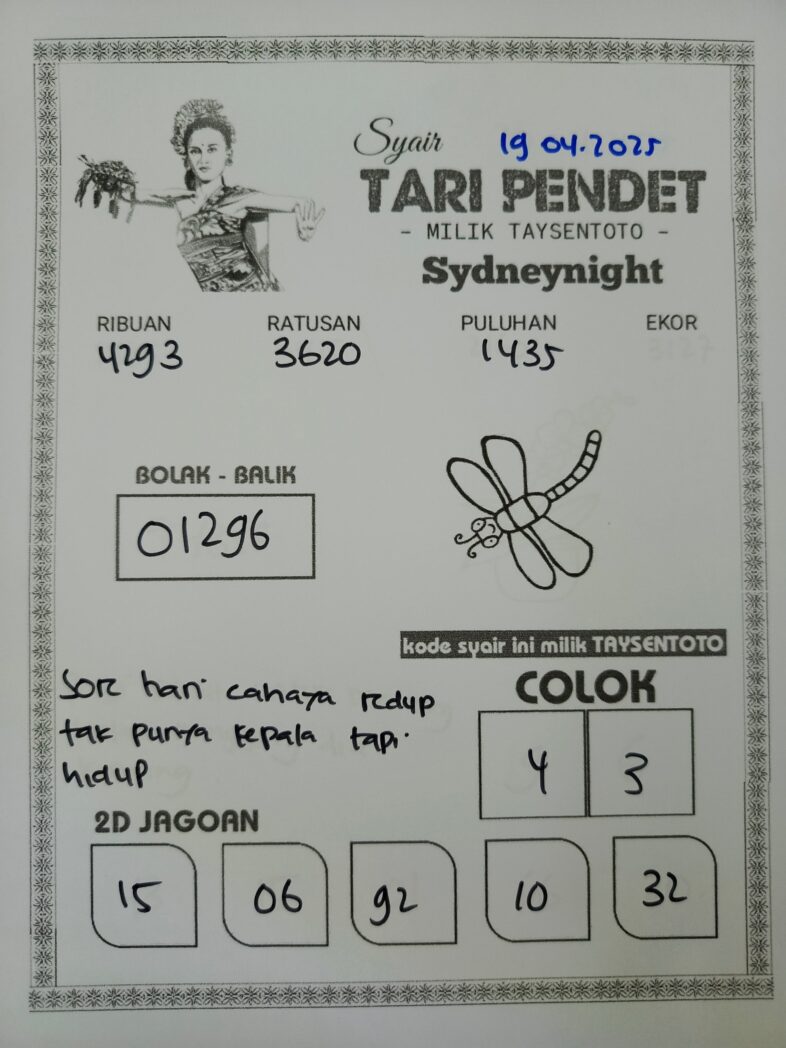 Syair 19 04.2025
TARI PENDET
- MILIK TAYSENTOTO -
Sydneynight
RIBUAN RATUSAN PULUHAN EKOR
4293 3620 1435
BOLAK - BALIK
01296
kode syair ini milik TAYSENTOTO
COLOK
4 3
Sore hari cahaya redup
tak punya kepala tapi
hidup
2D JAGOAN
15 06 92 10 32